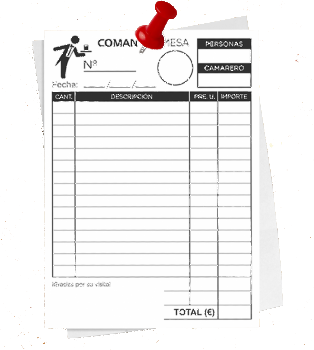 COMAN MESA
PERSONAS
Nº
CAMARERO
Fecha: / /
CANT. DESCRIPCIÓN PRE. U. IMPORTE
Gracias por su visita!
TOTAL (€)